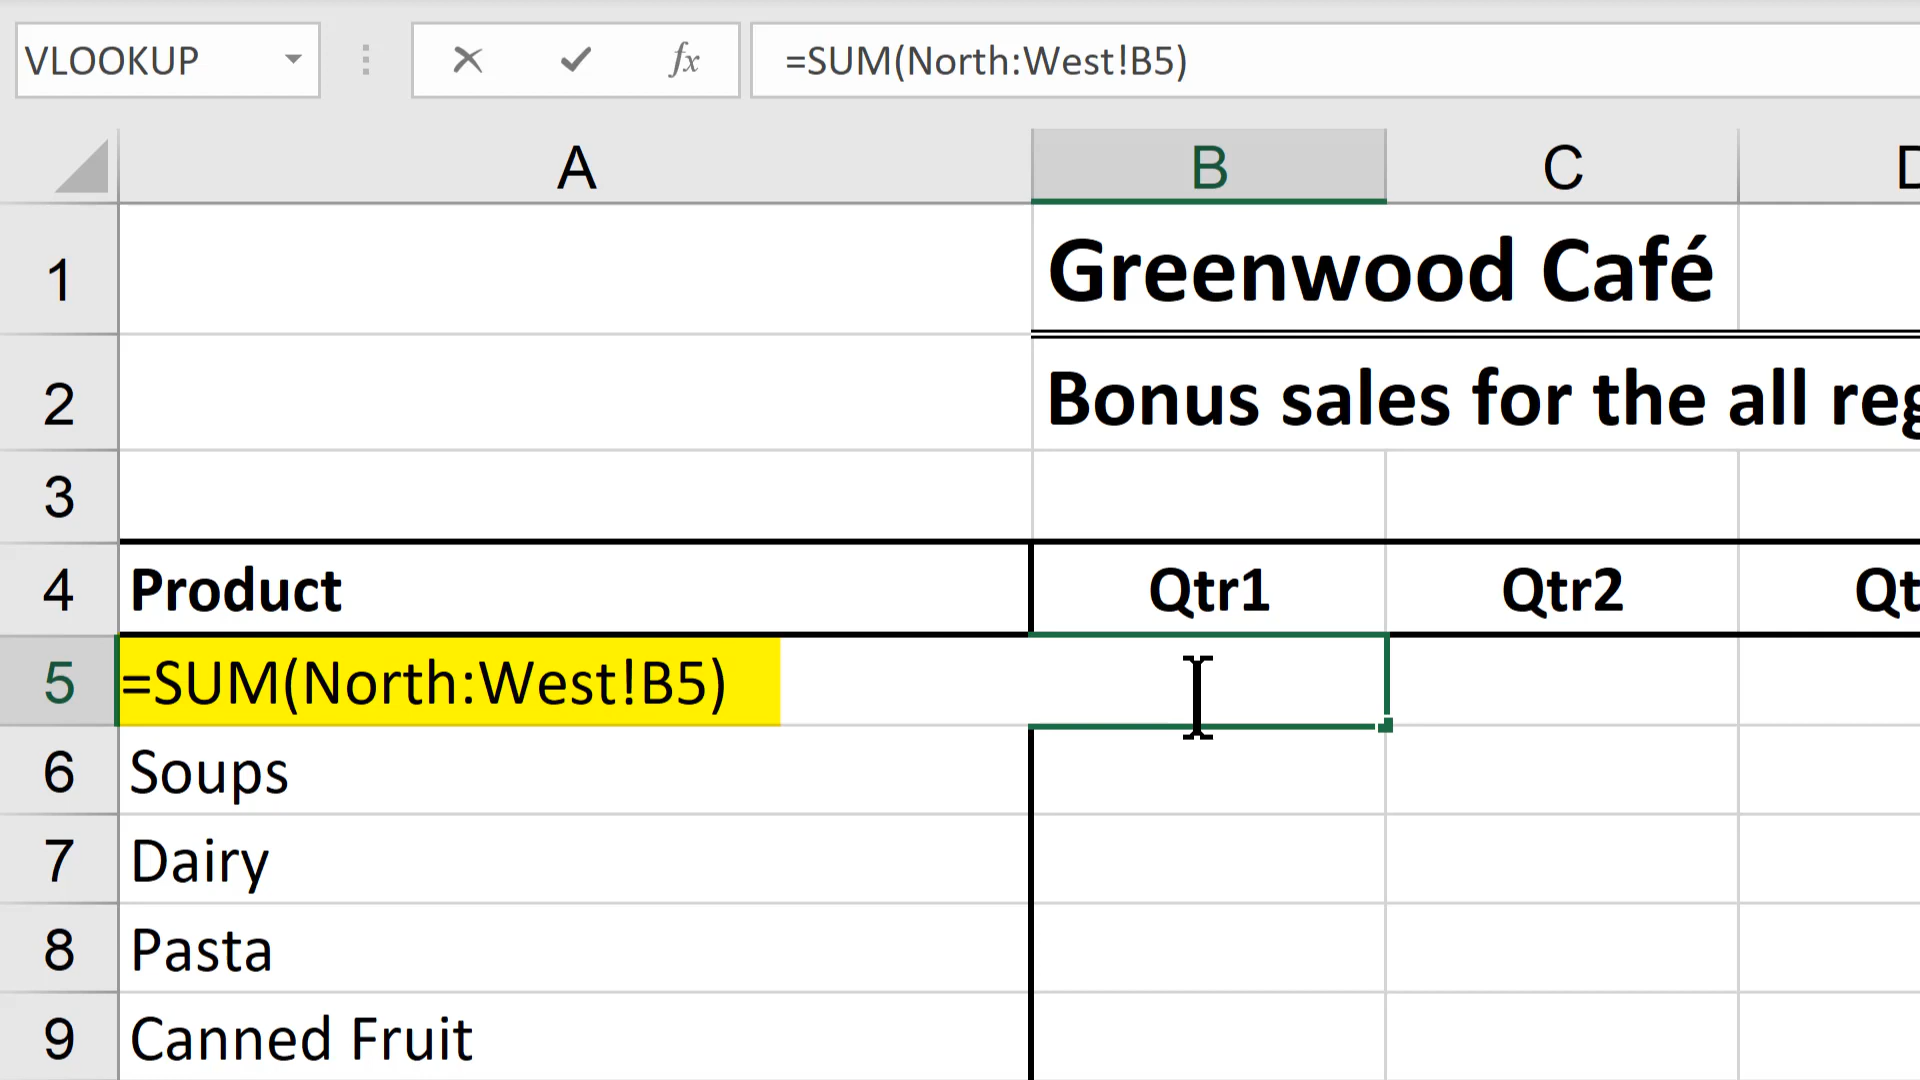 VLOOKUP fx =SUM(North:West!B5)
A B C D
1 Greenwood Café
2 Bonus sales for the all reg
3
4 Product Qtr1 Qtr2 Qt
5 =SUM(North:West!B5)
6 Soups
7 Dairy
8 Pasta
9 Canned Fruit